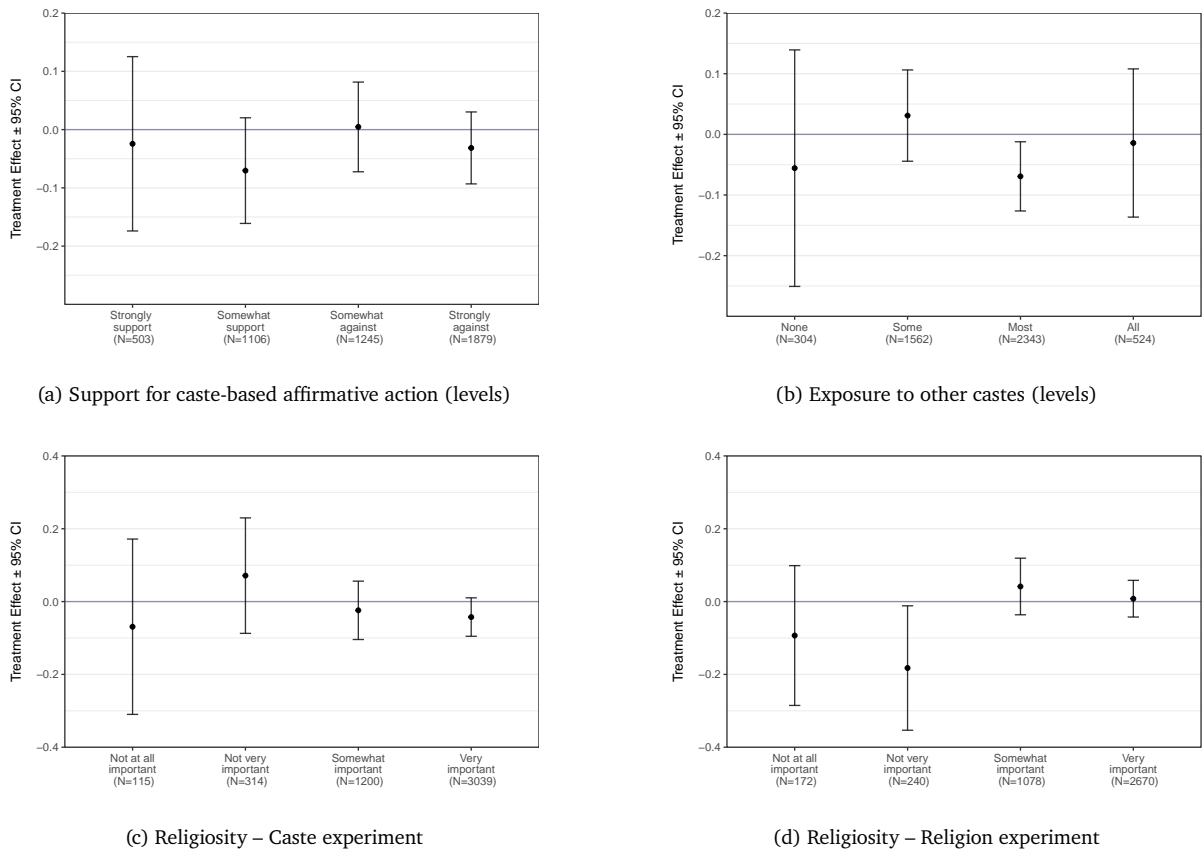 0.2
0.1
0.0
−0.1
−0.2
Treatment Effect ± 95% CI
Strongly
support
(N=503)
Somewhat
support
(N=1106)
Somewhat
against
(N=1245)
Strongly
against
(N=1879)
(a) Support for caste-based affirmative action (levels)
0.2
0.1
0.0
−0.1
−0.2
Treatment Effect ± 95% CI
None
(N=304)
Some
(N=1562)
Most
(N=2343)
All
(N=524)
(b) Exposure to other castes (levels)
0.4
0.2
0.0
−0.2
−0.4
Treatment Effect ± 95% CI
Not at all
important
(N=115)
Not very
important
(N=314)
Somewhat
important
(N=1200)
Very
important
(N=3039)
(c) Religiosity – Caste experiment
0.4
0.2
0.0
−0.2
−0.4
Treatment Effect ± 95% CI
Not at all
important
(N=172)
Not very
important
(N=240)
Somewhat
important
(N=1078)
Very
important
(N=2670)
(d) Religiosity – Religion experiment